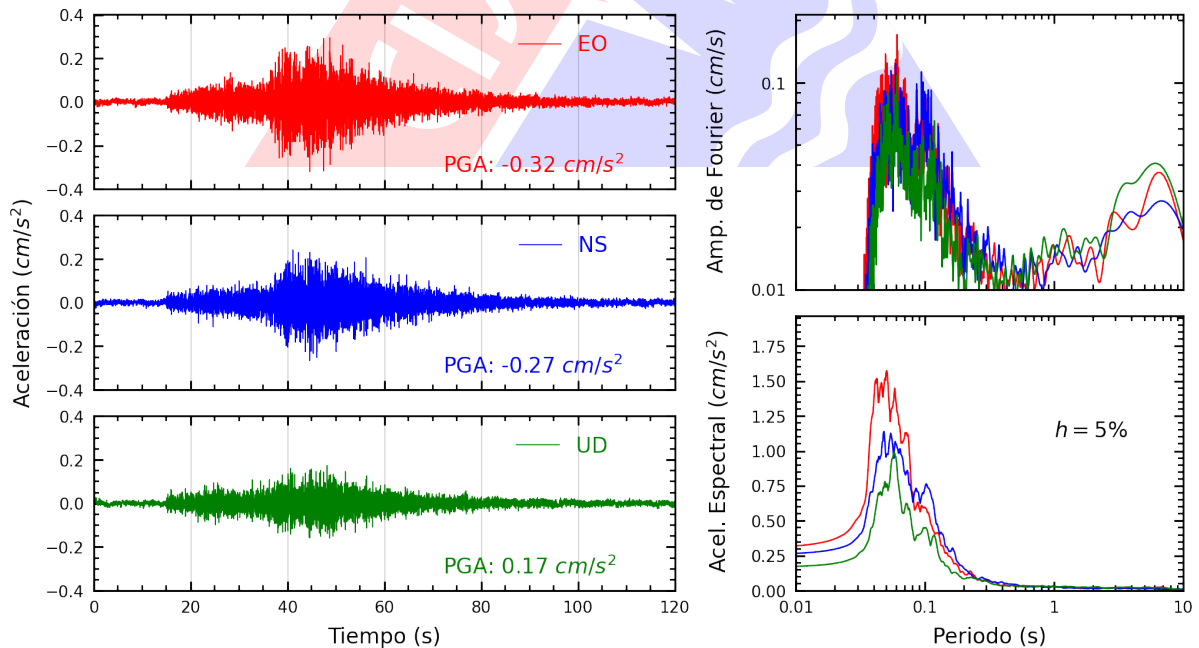 Aceleración (cm/s²)
0.4
0.2
0.0
−0.2
−0.4
EO
PGA: -0.32 cm/s²
0.4
0.2
0.0
−0.2
−0.4
NS
PGA: -0.27 cm/s²
0.4
0.2
0.0
−0.2
−0.4
UD
PGA: 0.17 cm/s²
0 20 40 60 80 100 120
Tiempo (s)
Amp. de Fourier (cm/s)
0.1
0.01
Acel. Espectral (cm/s²)
1.75
1.50
1.25
1.00
0.75
0.50
0.25
0.00
h = 5%
0.01 0.1 1 10
Periodo (s)